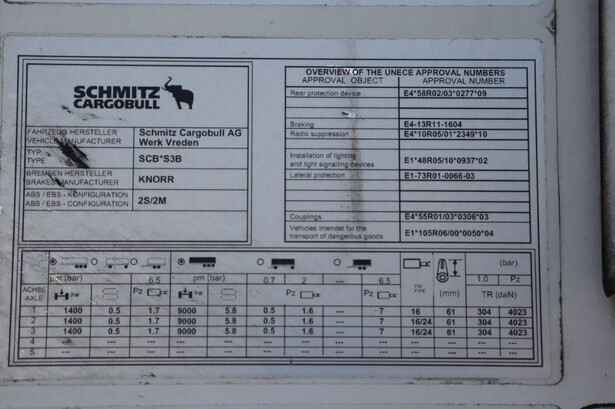 SCHMITZ
CARGOBULL
FAHRZEUG HERSTELLER
VEHICLE MANUFACTURER
Schmitz Cargobull AG
Werk Vreden
TYP
TYPE
SCB*S3B
BREMSEN HERSTELLER
BRAKES MANUFACTURER
KNORR
ABS / EBS - KONFIGURATION
ABS / EBS - CONFIGURATION
2S/2M
OVERVIEW OF THE UNECE APPROVAL NUMBERS
APPROVAL OBJECT APPROVAL NUMBER
Rear protection device E4*58R02/03*0277*09
Braking E4-13R11-1604
Radio suppression E4*10R05/01*2349*10
Installation of lighting
and light signalling devices E1*48R05/10*0937*02
Lateral protection E1-73R01-0066-03
Couplings E4*55R01/03*0306*03
Vehicles intendet for the
transport of dangerous goods E1*105R06/00*0050*04
pm (bar) 6.5 pm (bar) 0.7 2 --- 6.5 (bar)
1.0 Pz
ACHSE
AXLE
Pz Pz Pz (mm) TR (daN)
1 1400 0.5 1.7 9000 5.8 0.5 1.6 --- 7 16 61 304 4023
2 1400 0.5 1.7 9000 5.8 0.5 1.6 --- 7 16/24 61 304 4023
3 1400 0.5 1.7 9000 5.8 0.5 1.6 --- 7 16/24 61 304 4023
4 --- --- --- --- --- --- --- --- --- --- --- --- ---
5 --- --- --- --- --- --- --- --- --- --- --- --- ---